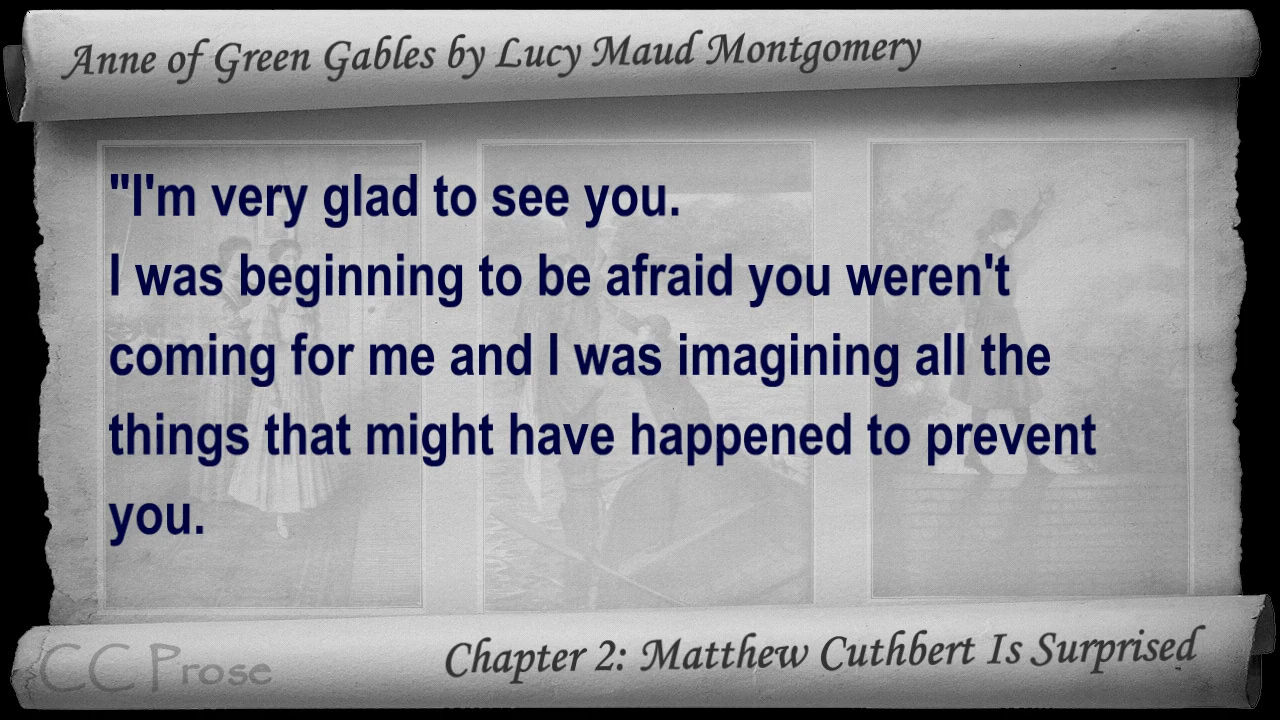 Anne of Green Gables by Lucy Maud Montgomery
"I'm very glad to see you.
I was beginning to be afraid you weren't
coming for me and I was imagining all the
things that might have happened to prevent
you.
CC Prose
Chapter 2: Matthew Cuthbert Is Surprised